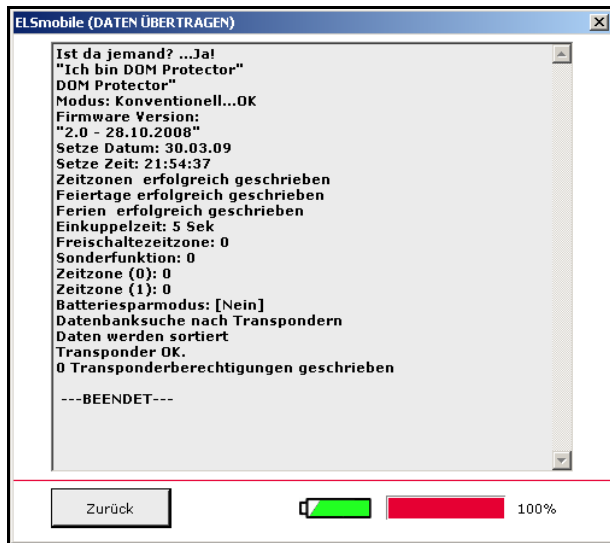 ELSmobile (DATEN ÜBERTRAGEN)
Ist da jemand? ...Ja!
"Ich bin DOM Protector"
DOM Protector"
Modus: Konventionell...OK
Firmware Version:
"2.0 - 28.10.2008"
Setze Datum: 30.03.09
Setze Zeit: 21:54:37
Zeitzonen  erfolgreich geschrieben
Feiertage erfolgreich geschrieben
Ferien  erfolgreich geschrieben
Einkuppelzeit: 5 Sek
Freischaltezeitzone: 0
Sonderfunktion: 0
Zeitzone (0): 0
Zeitzone (1): 0
Batteriesparmodus: [Nein]
Datenbanksuche nach Transpondern
Daten werden sortiert
Transponder OK.
0 Transponderberechtigungen geschrieben
---BEENDET---
Zurück
100%